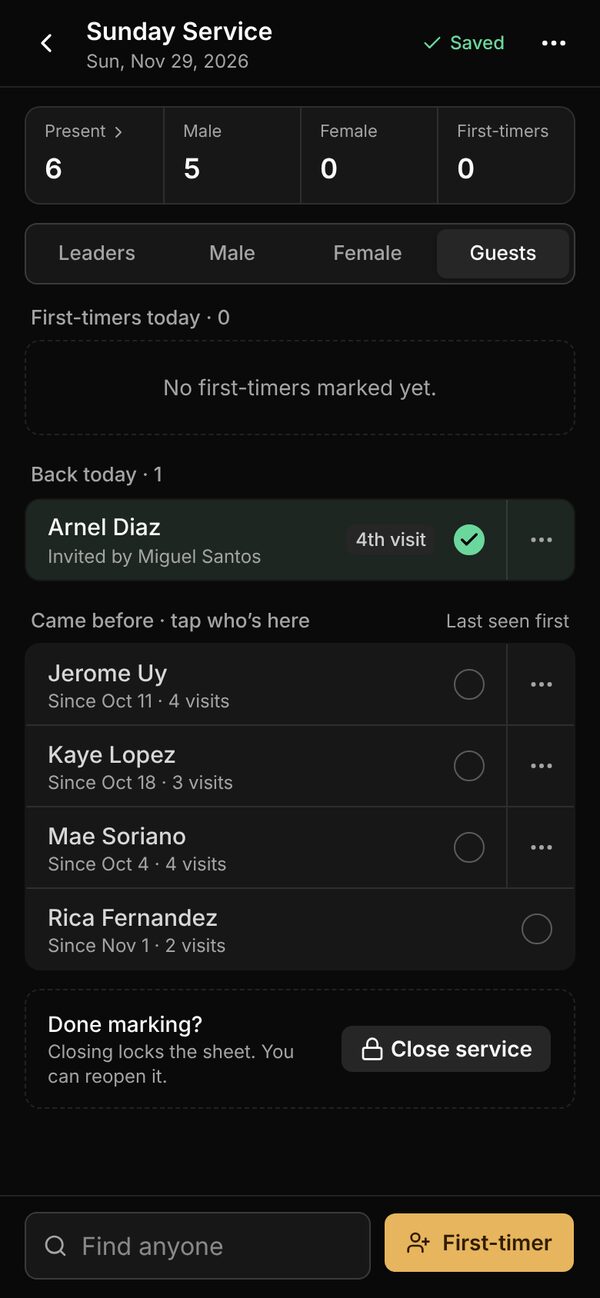 Sunday Service
Sun, Nov 29, 2026
Saved
Present
Male
Female
First-timers
6
5
0
0
Leaders
Male
Female
Guests
First-timers today · 0
No first-timers marked yet.
Back today · 1
Arnel Diaz
Invited by Miguel Santos
4th visit
Came before · tap who’s here
Last seen first
Jerome Uy
Since Oct 11 · 4 visits
Kaye Lopez
Since Oct 18 · 3 visits
Mae Soriano
Since Oct 4 · 4 visits
Rica Fernandez
Since Nov 1 · 2 visits
Done marking?
Closing locks the sheet. You
can reopen it.
Close service
Find anyone
First-timer